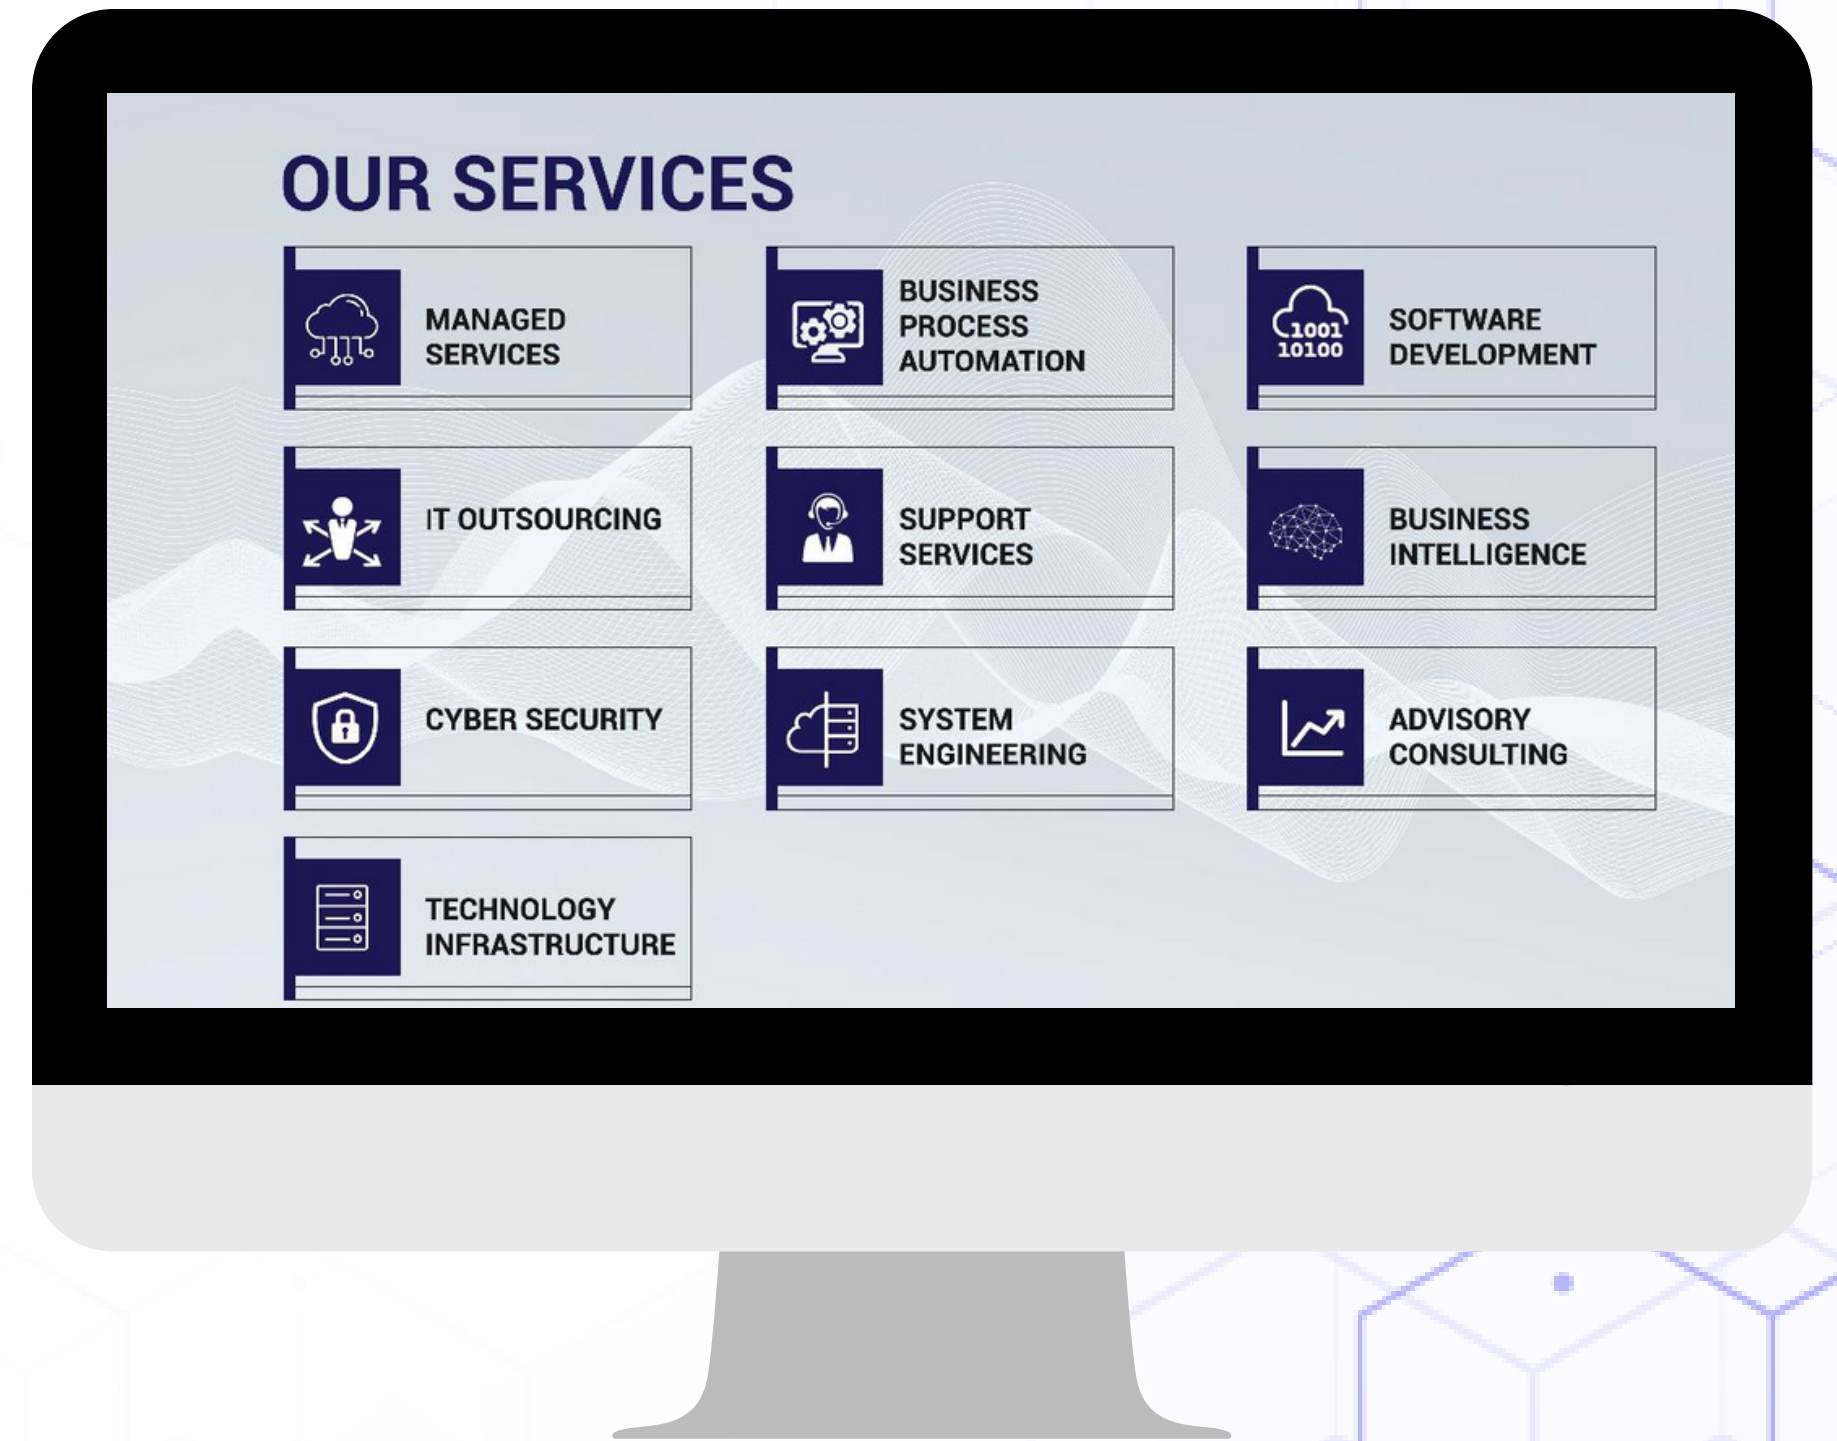 OUR SERVICES
MANAGED
SERVICES
BUSINESS
PROCESS
AUTOMATION
1001
10100
SOFTWARE
DEVELOPMENT
IT OUTSOURCING
SUPPORT
SERVICES
BUSINESS
INTELLIGENCE
CYBER SECURITY
SYSTEM
ENGINEERING
ADVISORY
CONSULTING
TECHNOLOGY
INFRASTRUCTURE